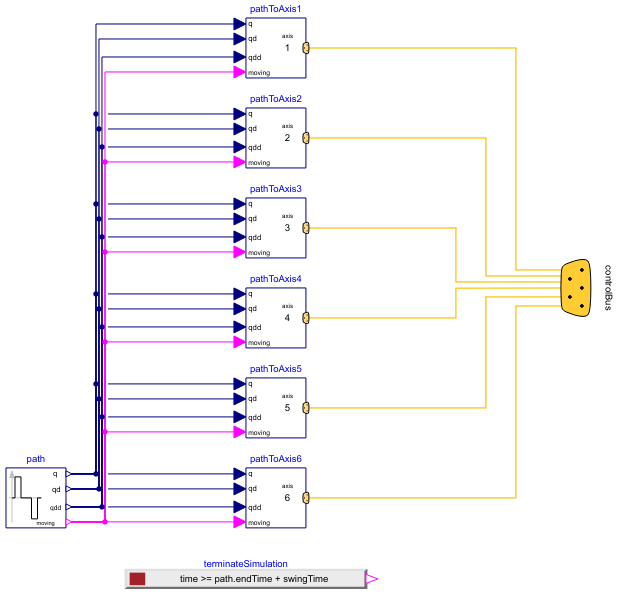 pathToAxis1
q
axis
qd
1
qdd
moving
pathToAxis2
q
axis
qd
2
qdd
moving
pathToAxis3
q
axis
qd
3
qdd
moving
controlBus
pathToAxis4
q
axis
qd
4
qdd
moving
pathToAxis5
q
axis
qd
5
qdd
moving
path
q
qd
qdd
moving
pathToAxis6
q
axis
qd
6
qdd
moving
terminateSimulation
time >= path.endTime + swingTime